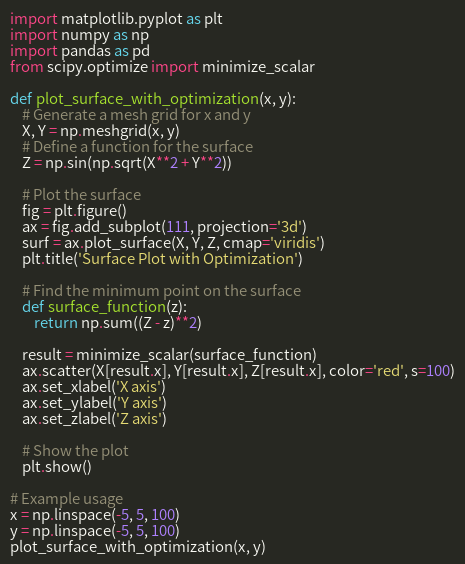 import matplotlib.pyplot as plt
import numpy as np
import pandas as pd
from scipy.optimize import minimize_scalar

def plot_surface_with_optimization(x, y):
    # Generate a mesh grid for x and y
    X, Y = np.meshgrid(x, y)
    # Define a function for the surface
    Z = np.sin(np.sqrt(X**2 + Y**2))

    # Plot the surface
    fig = plt.figure()
    ax = fig.add_subplot(111, projection='3d')
    surf = ax.plot_surface(X, Y, Z, cmap='viridis')
    plt.title('Surface Plot with Optimization')

    # Find the minimum point on the surface
    def surface_function(z):
        return np.sum((Z - z)**2)

    result = minimize_scalar(surface_function)
    ax.scatter(X[result.x], Y[result.x], Z[result.x], color='red', s=100)
    ax.set_xlabel('X axis')
    ax.set_ylabel('Y axis')
    ax.set_zlabel('Z axis')

    # Show the plot
    plt.show()

# Example usage
x = np.linspace(-5, 5, 100)
y = np.linspace(-5, 5, 100)
plot_surface_with_optimization(x, y)